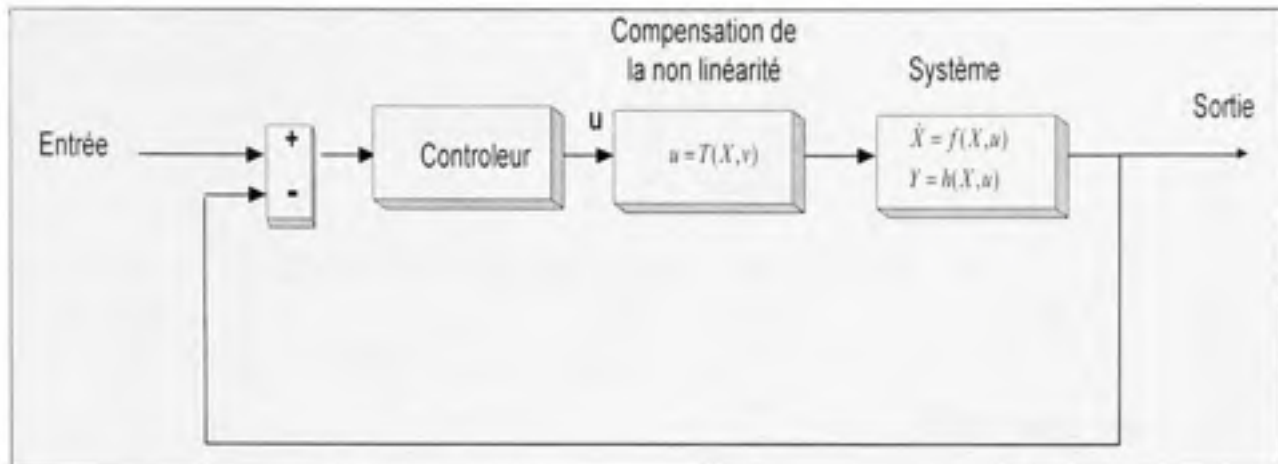 Compensation de
la non linéarité
Système
Sortie
Entrée
+
-
Controleur
u
u = T(X,v)
Ẋ = f(X,u)
Y = h(X,u)